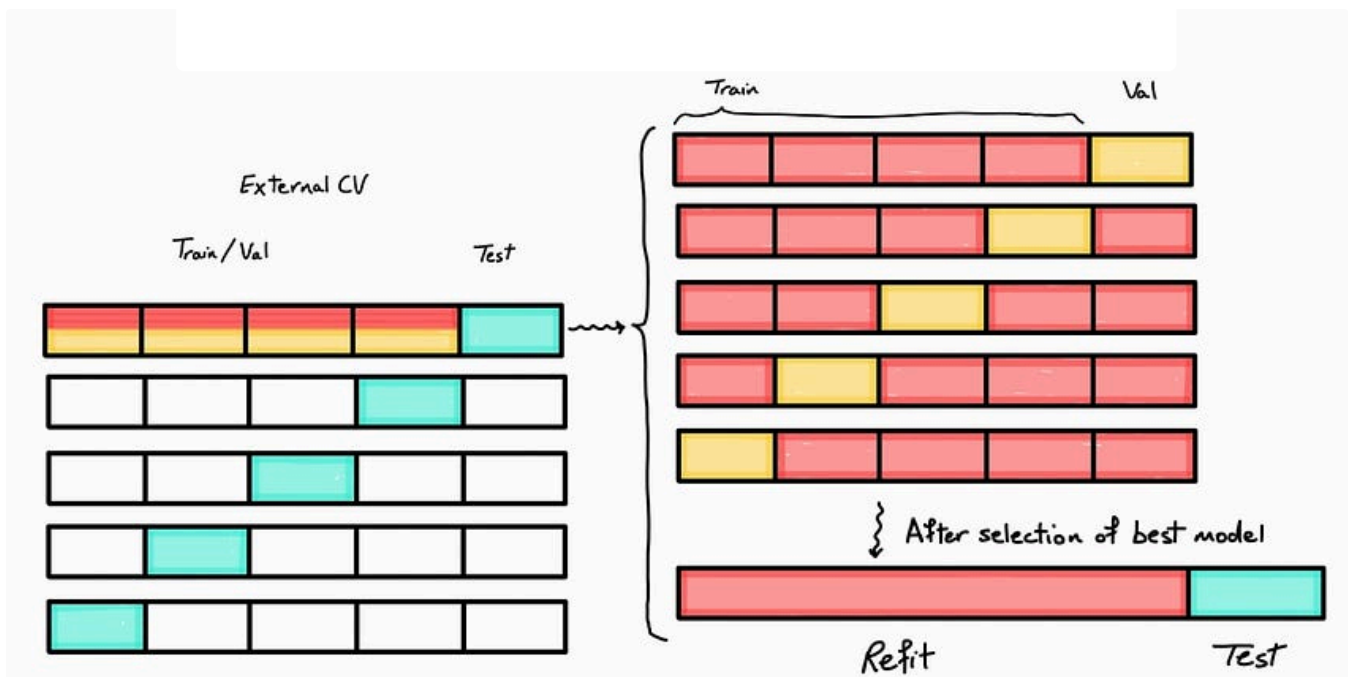 External CV
Train/Val
Test
Train
Val
After selection of best model
Refit
Test